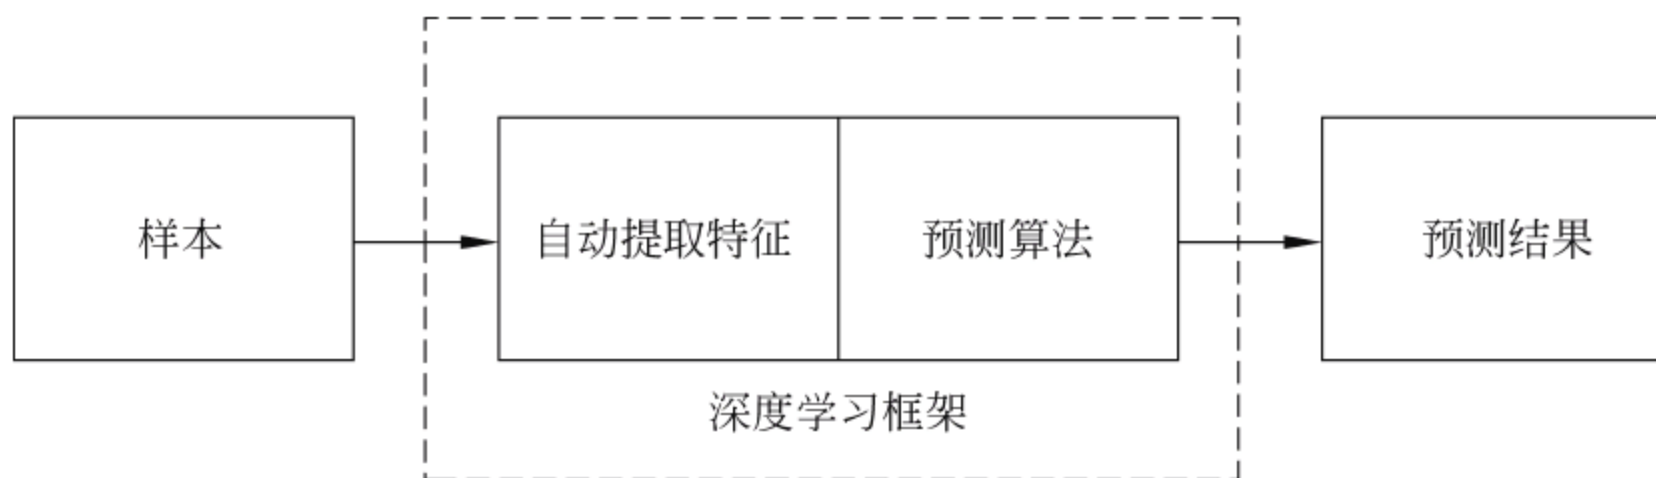 样本
自动提取特征
预测算法
预测结果
深度学习框架